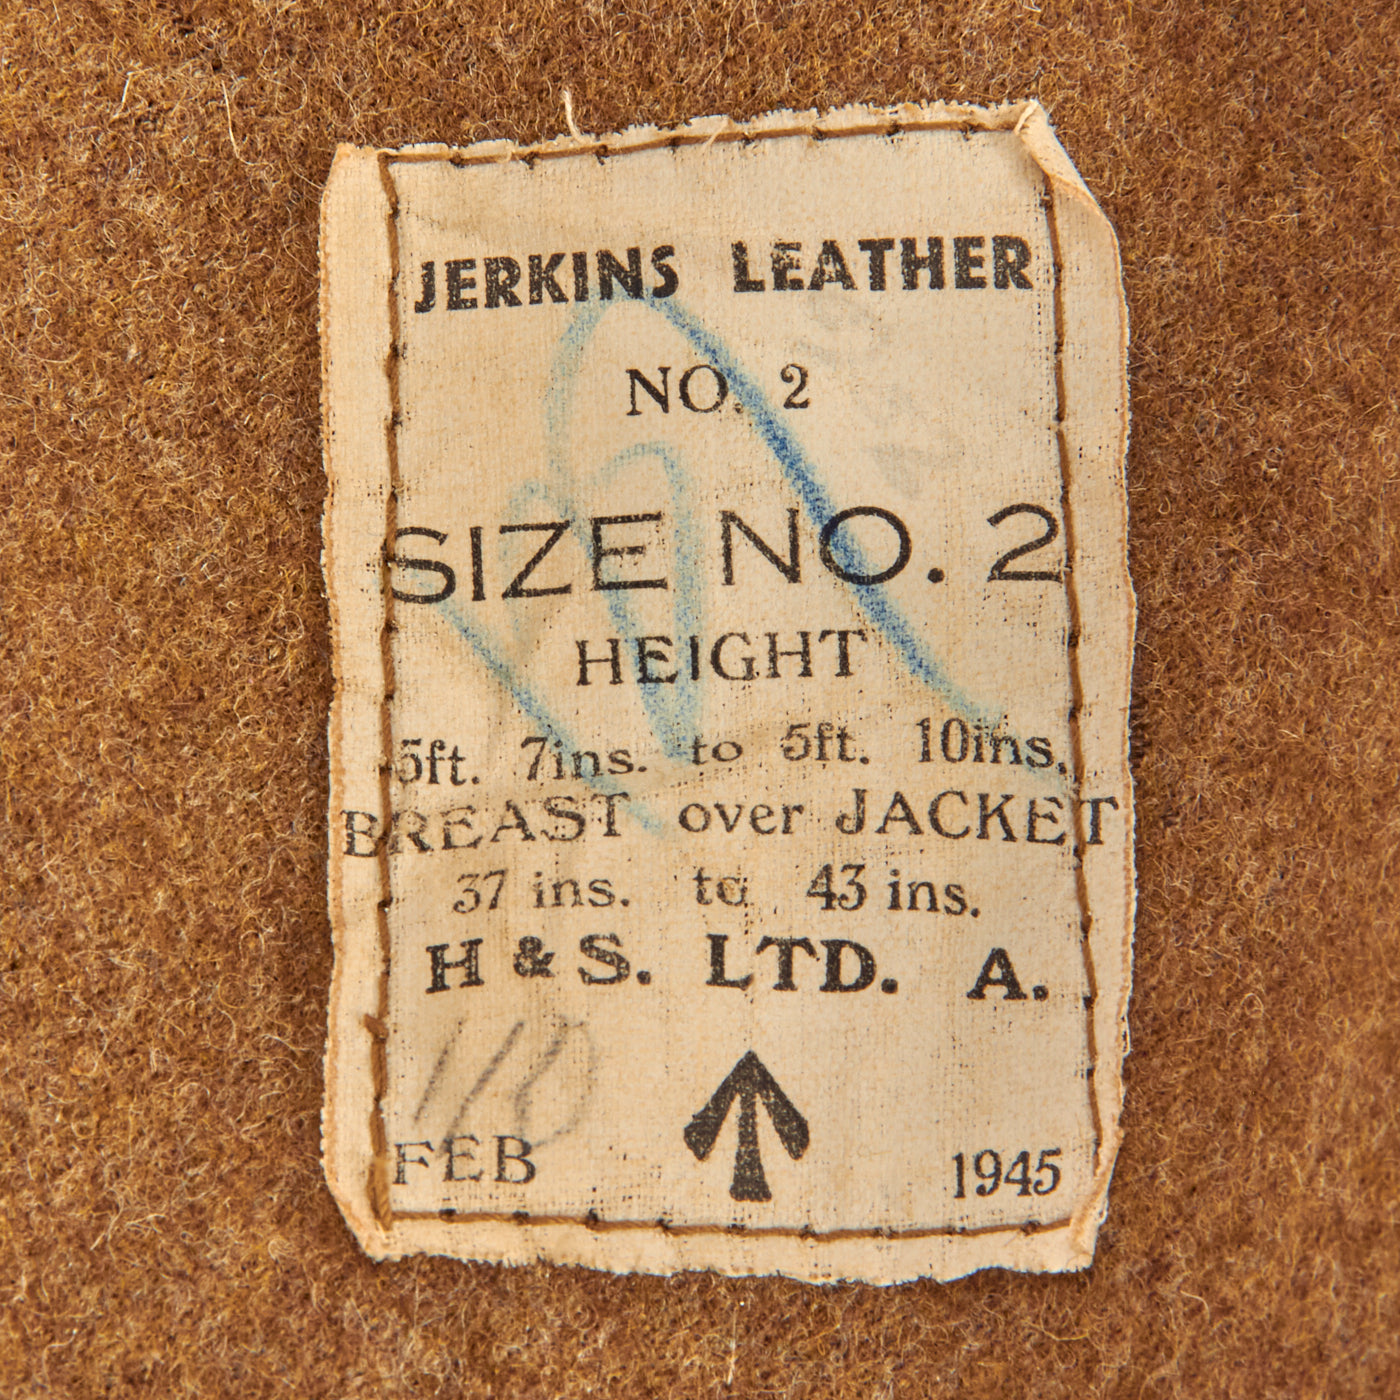 JERKINS LEATHER
NO. 2
SIZE NO. 2
HEIGHT
5ft. 7ins. to 5ft. 10ins.
BREAST over JACKET
37 ins. to 43 ins.
H & S. LTD. A.
110
FEB 1945